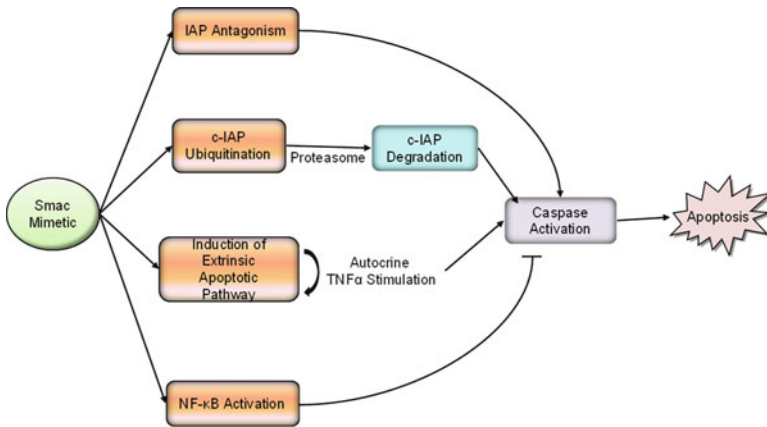 IAP Antagonism
c-IAP
Ubiquitination
Proteasome
c-IAP
Degradation
Smac
Mimetic
Caspase
Activation
Apoptosis
Induction of
Extrinsic
Apoptotic
Pathway
Autocrine
TNFα Stimulation
NF-κB Activation